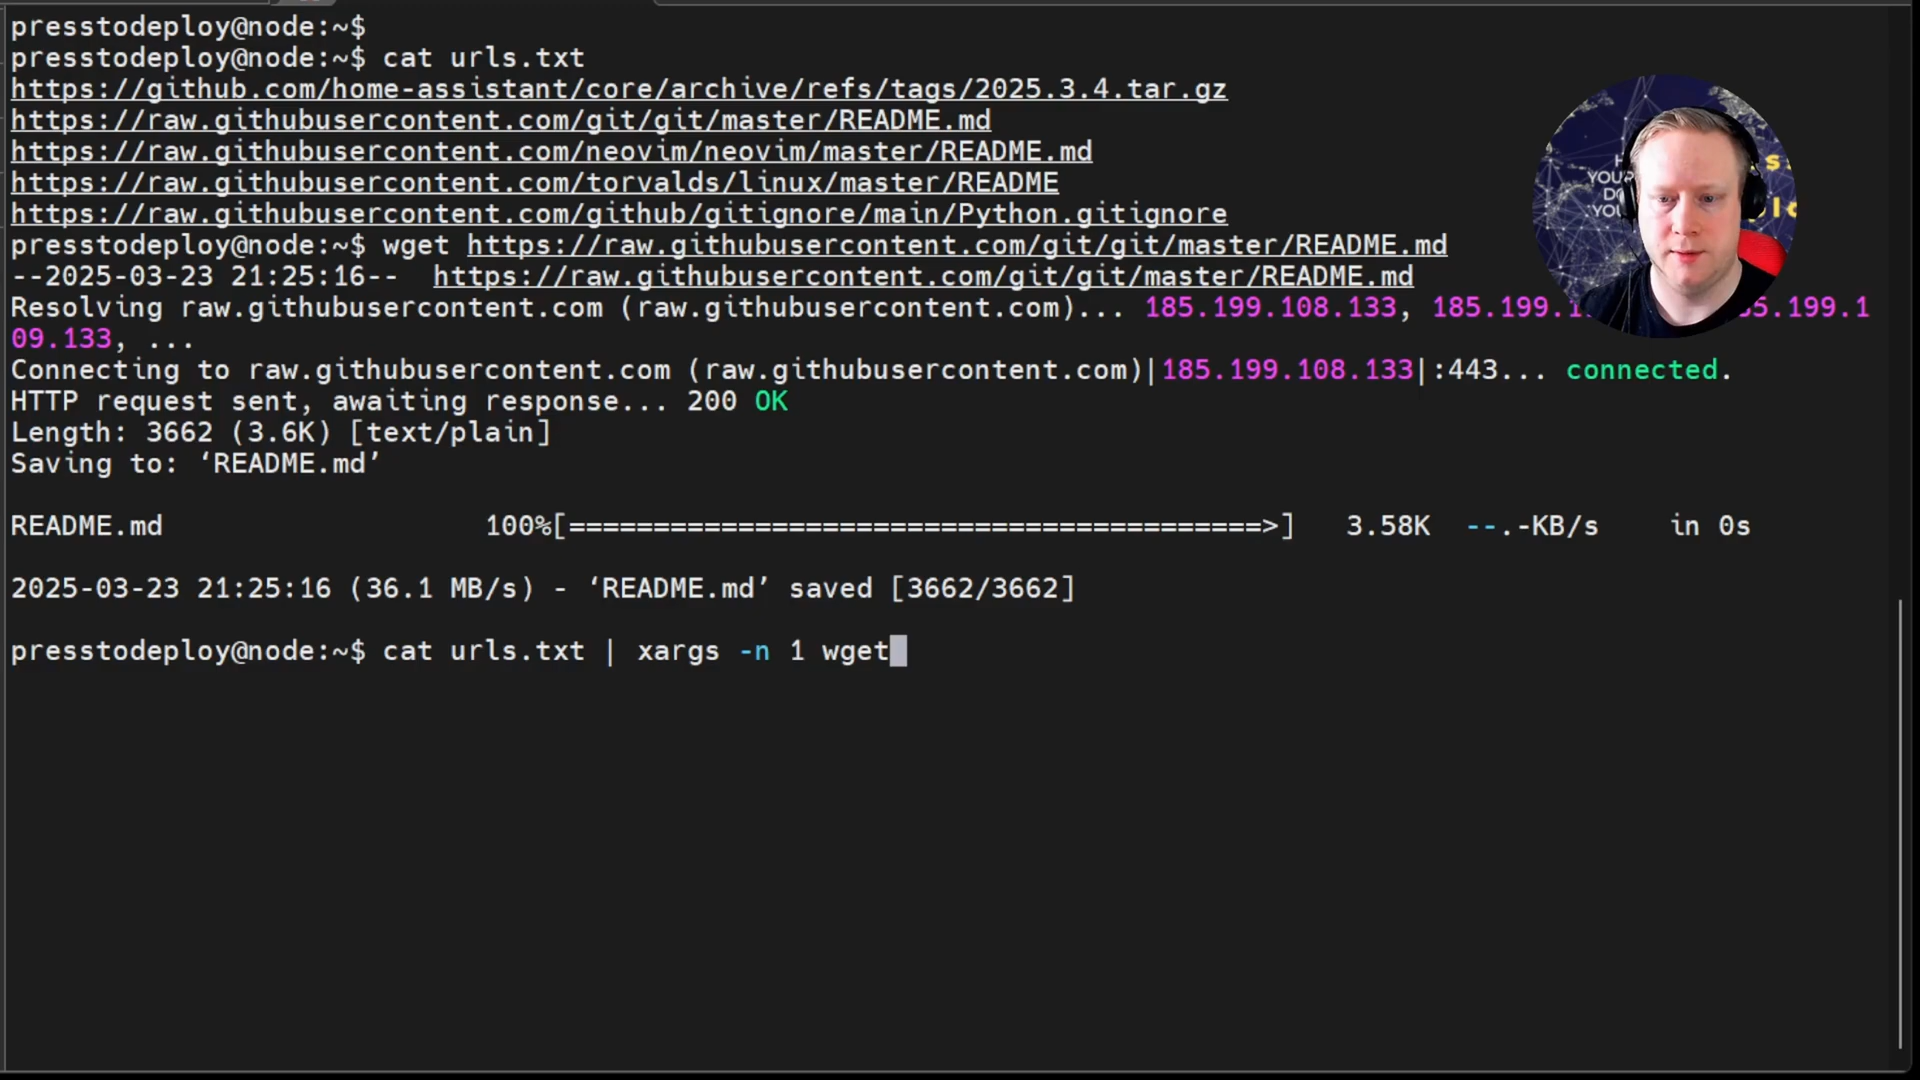 presstodeploy@node:~$
presstodeploy@node:~$ cat urls.txt
https://github.com/home-assistant/core/archive/refs/tags/2025.3.4.tar.gz
https://raw.githubusercontent.com/git/git/master/README.md
https://raw.githubusercontent.com/neovim/neovim/master/README.md
https://raw.githubusercontent.com/torvalds/linux/master/README
https://raw.githubusercontent.com/github/gitignore/main/Python.gitignore
presstodeploy@node:~$ wget https://raw.githubusercontent.com/git/git/master/README.md
--2025-03-23 21:25:16--  https://raw.githubusercontent.com/git/git/master/README.md
Resolving raw.githubusercontent.com (raw.githubusercontent.com)... 185.199.108.133, 185.199.1 5.199.1
09.133, ...
Connecting to raw.githubusercontent.com (raw.githubusercontent.com)|185.199.108.133|:443... connected.
HTTP request sent, awaiting response... 200 OK
Length: 3662 (3.6K) [text/plain]
Saving to: ‘README.md’
README.md 100%[=========================================>] 3.58K --.-KB/s in 0s
2025-03-23 21:25:16 (36.1 MB/s) - ‘README.md’ saved [3662/3662]
presstodeploy@node:~$ cat urls.txt | xargs -n 1 wget